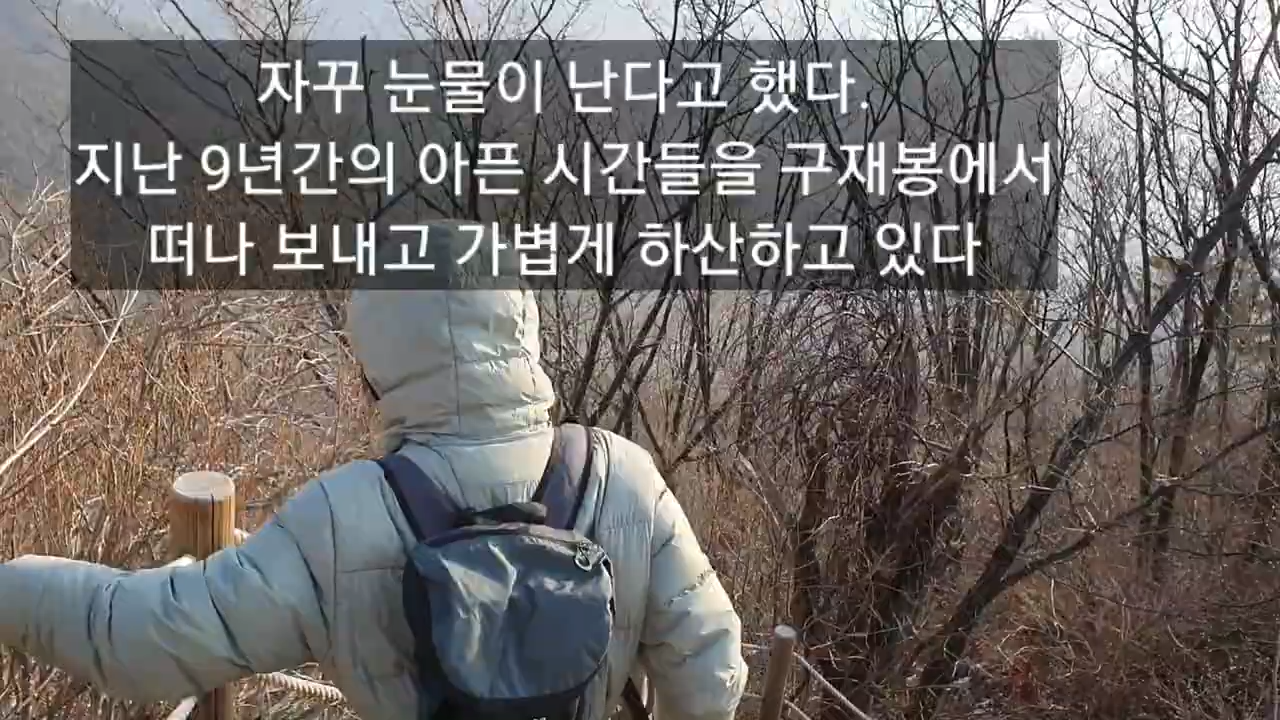 자꾸 눈물이 난다고 했다.
지난 9년간의 아픈 시간들을 구재봉에서
떠나 보내고 가볍게 하산하고 있다